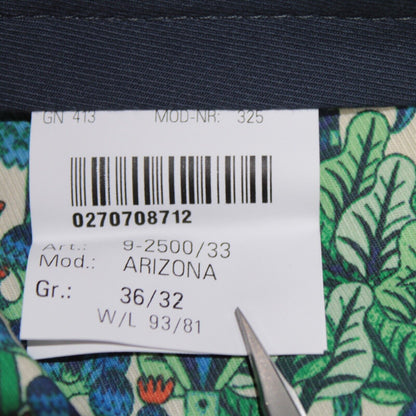 GN 413 MOD-NR: 325
0270708712
Art.: 9-2500/33
Mod.: ARIZONA
Gr.: 36/32
W/L 93/81